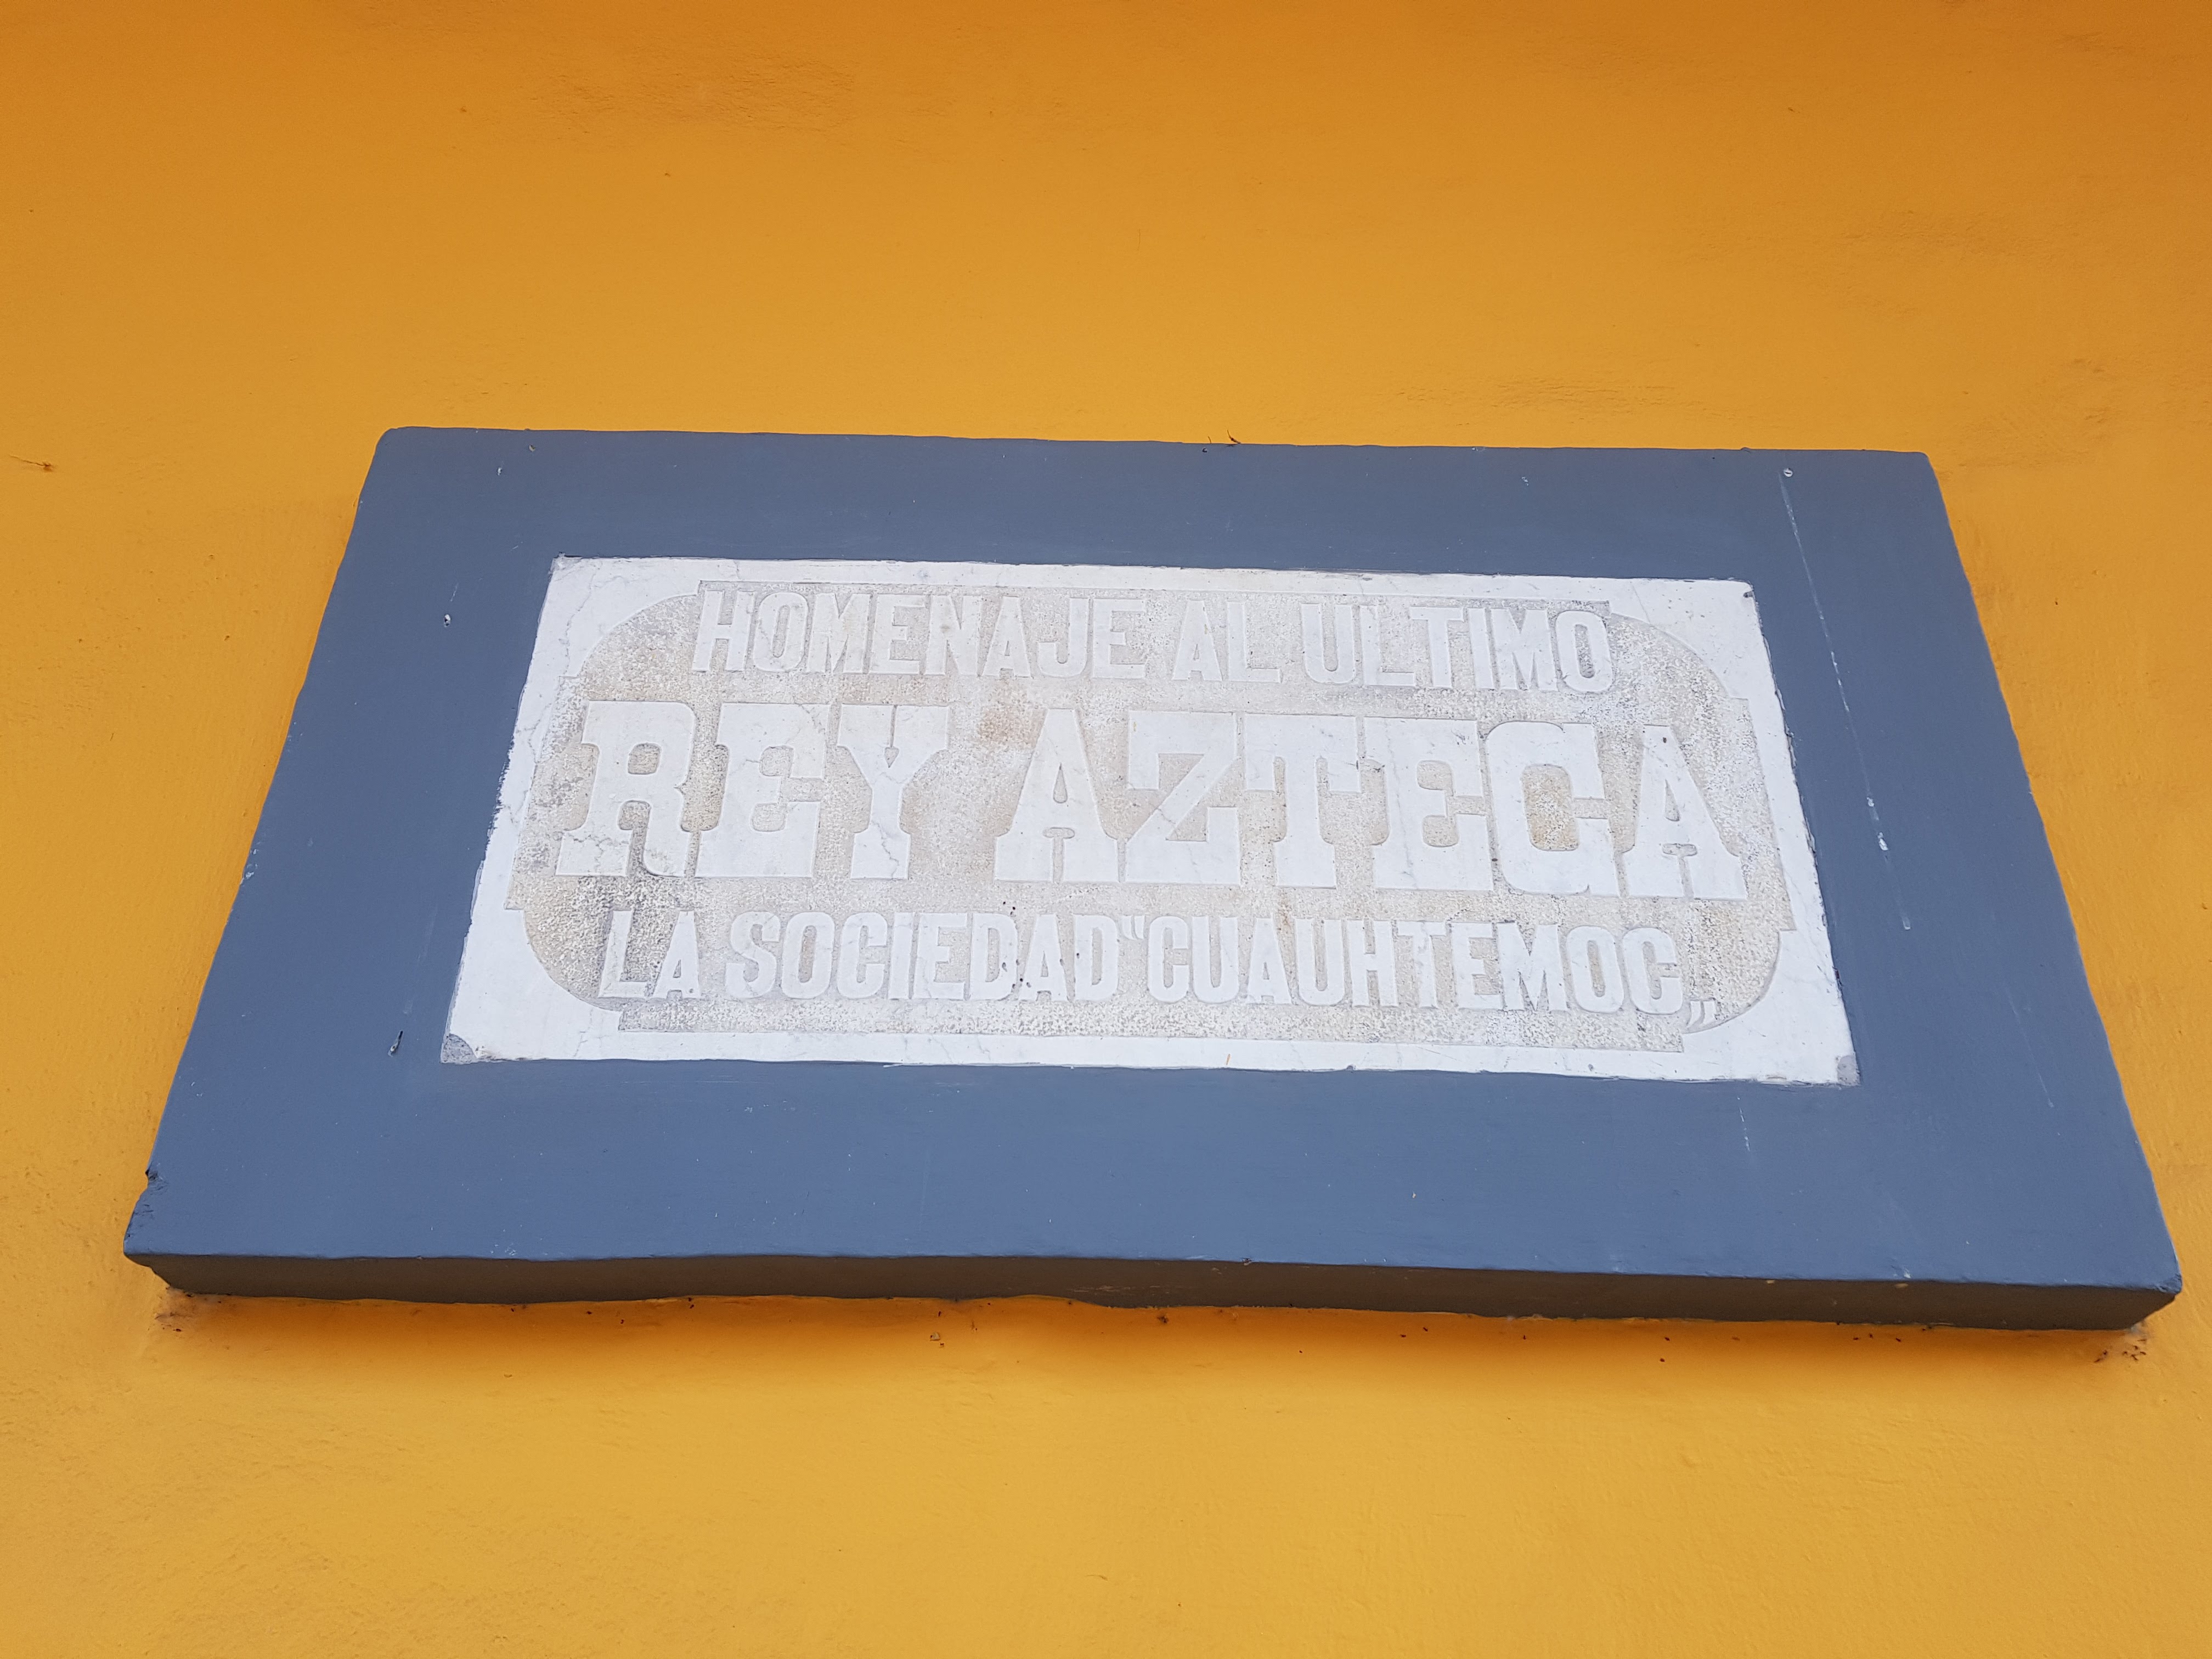 HOMENAJE AL ULTIMO
REY AZTECA
LA SOCIEDAD "CUAUHTEMOC„